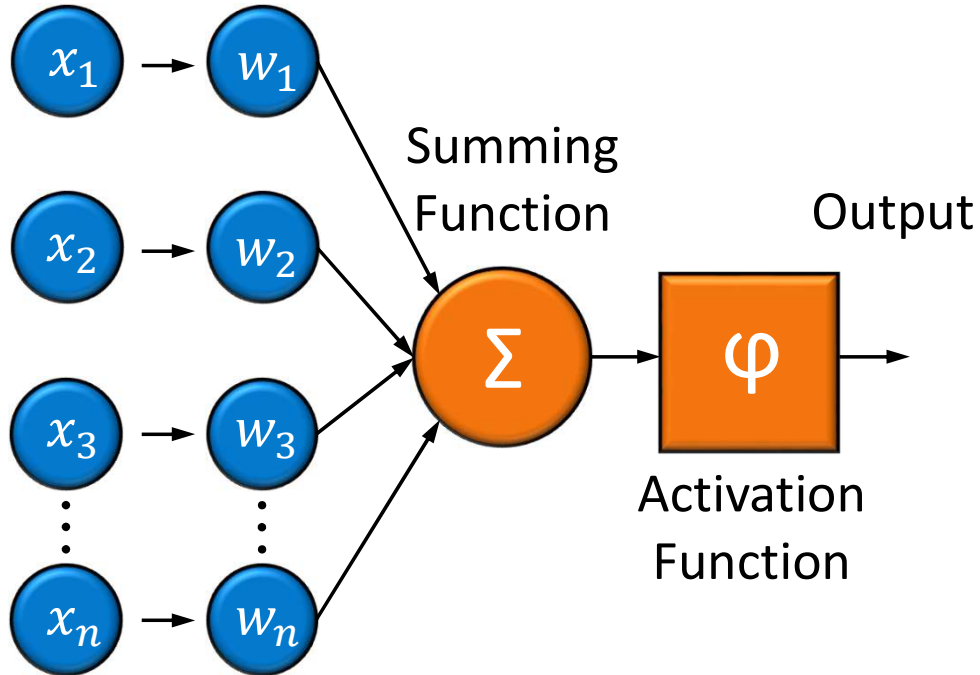 x₁ w₁
Summing
Function
Output
x₂ w₂
Σ φ
x₃ w₃
Activation
Function
xₙ wₙ